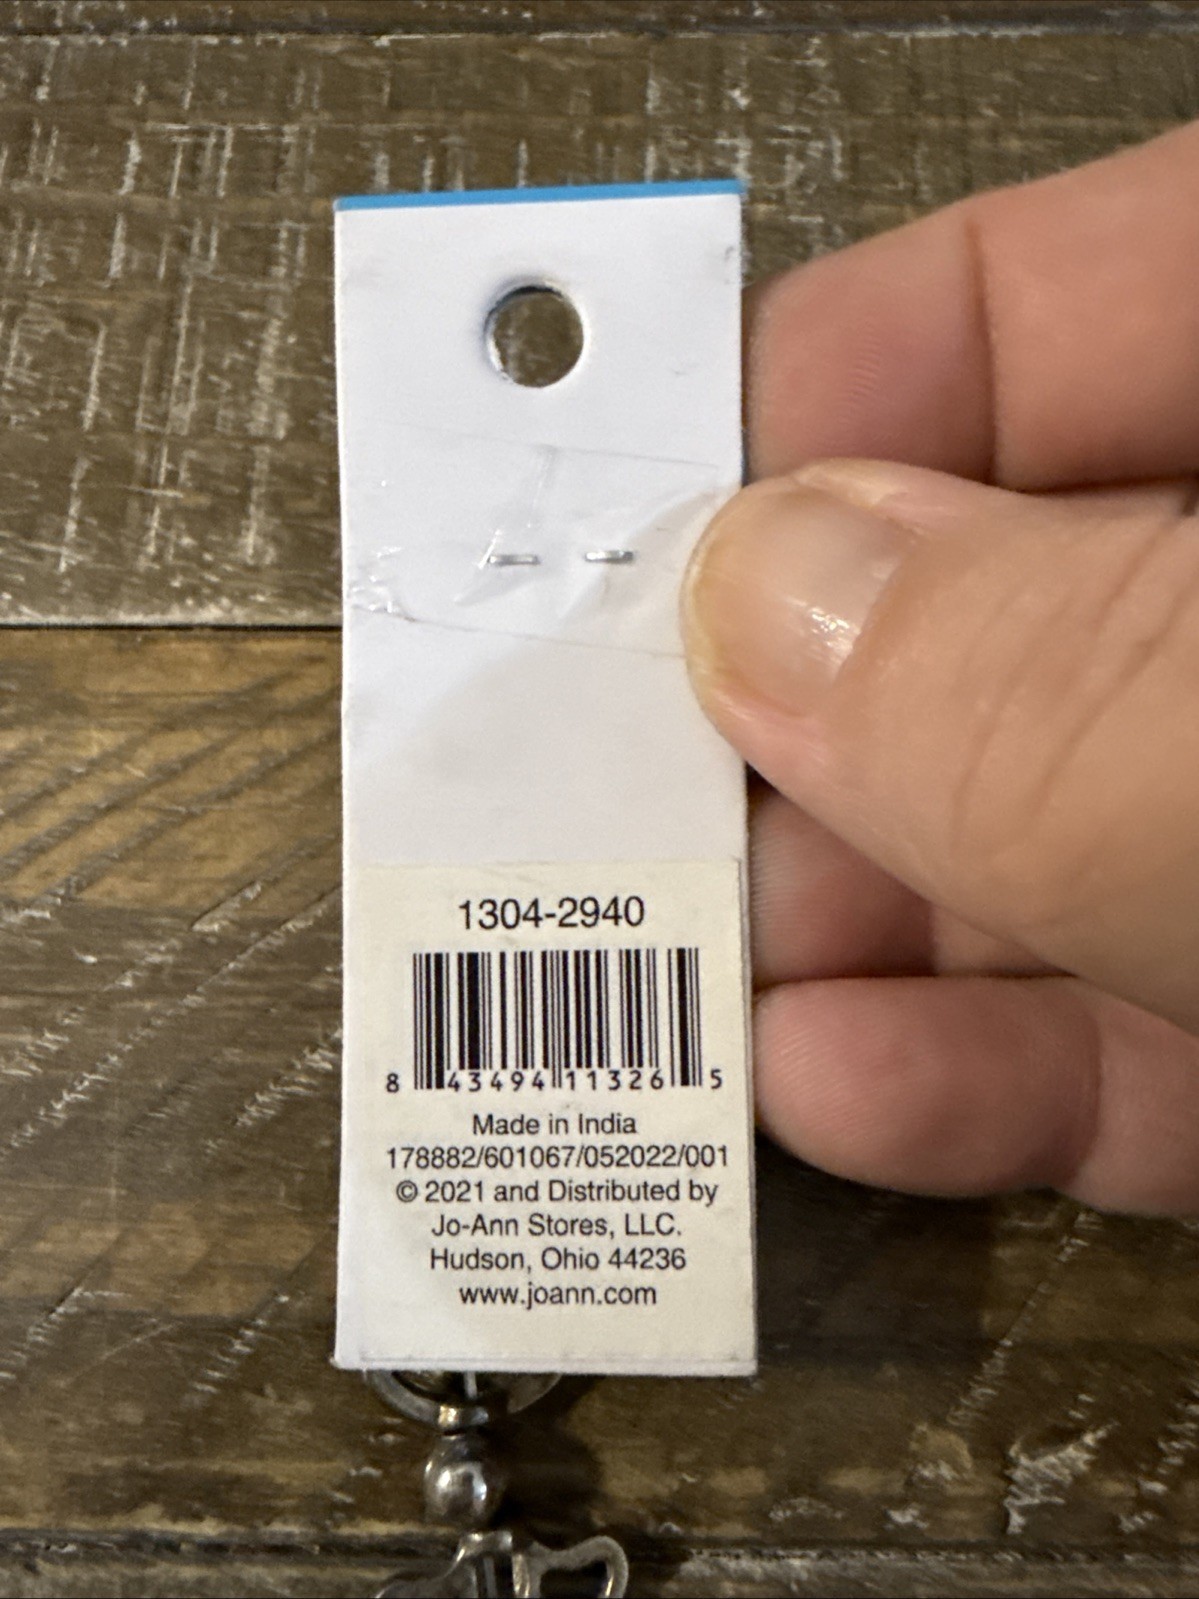 1304-2940
8 43494 11326 5
Made in India
178882/601067/052022/001
© 2021 and Distributed by
Jo-Ann Stores, LLC.
Hudson, Ohio 44236
www.joann.com